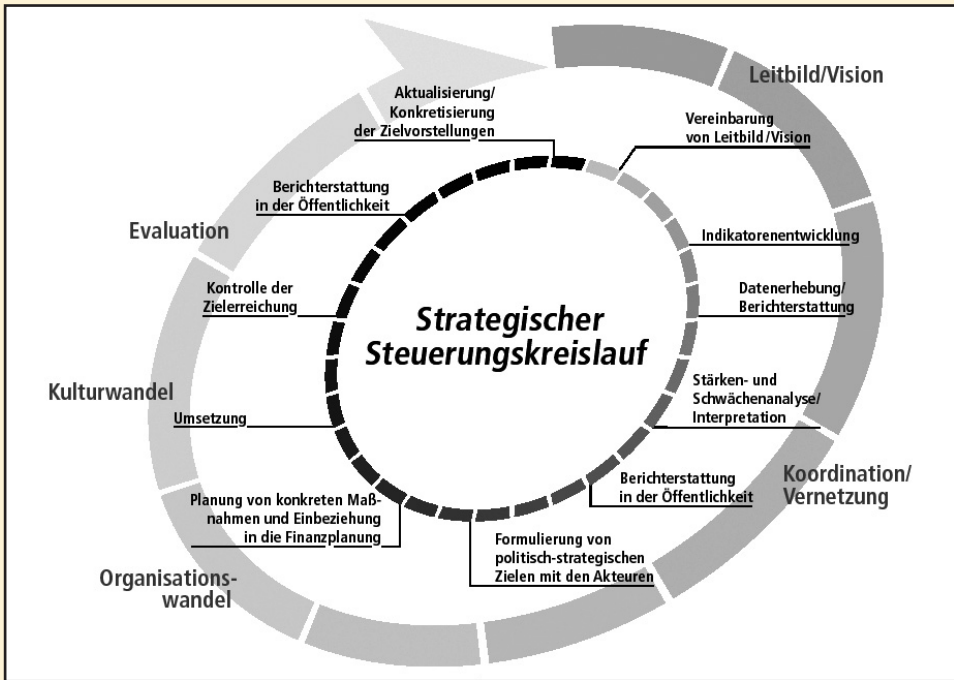 Leitbild/Vision
Aktualisierung/
Konkretisierung
der Zielvorstellungen
Vereinbarung
von Leitbild/Vision
Berichterstattung
in der Öffentlichkeit
Evaluation
Indikatorenentwicklung
Kontrolle der
Zielerreichung
Datenerhebung/
Berichterstattung
Strategischer
Steuerungskreislauf
Kulturwandel
Umsetzung
Stärken- und
Schwächenanalyse/
Interpretation
Koordination/
Vernetzung
Berichterstattung
in der Öffentlichkeit
Planung von konkreten Maß-
nahmen und Einbeziehung
in die Finanzplanung
Formulierung von
politisch-strategischen
Zielen mit den Akteuren
Organisations-
wandel